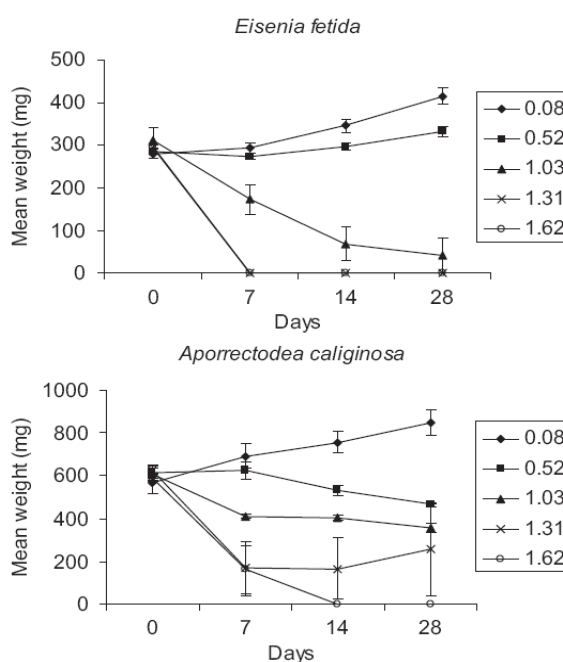 Eisenia fetida
Mean weight (mg)
500
400
300
200
100
0
0 7 14 28
Days
0.08
0.52
1.03
1.31
1.62
Aporrectodea caliginosa
Mean weight (mg)
1000
800
600
400
200
0
0 7 14 28
Days
0.08
0.52
1.03
1.31
1.62